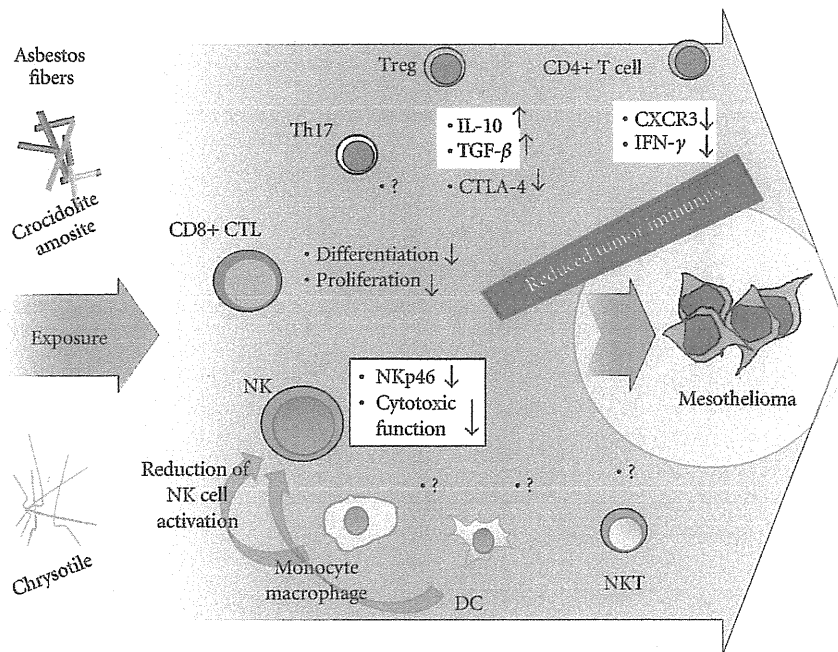 Asbestos
fibers
Crocidolite
amosite
Exposure
Chrysotile
Treg
CD4+ T cell
Th17
• ?
• IL-10 ↑
• TGF-β ↑
• CTLA-4 ↓
• CXCR3 ↓
• IFN-γ ↓
CD8+ CTL
• Differentiation ↓
• Proliferation ↓
Reduced tumor immunity
Mesothelioma
NK
• NKp46 ↓
• Cytotoxic
function ↓
Reduction of
NK cell
activation
Monocyte
macrophage
• ?
DC
• ?
NKT
• ?